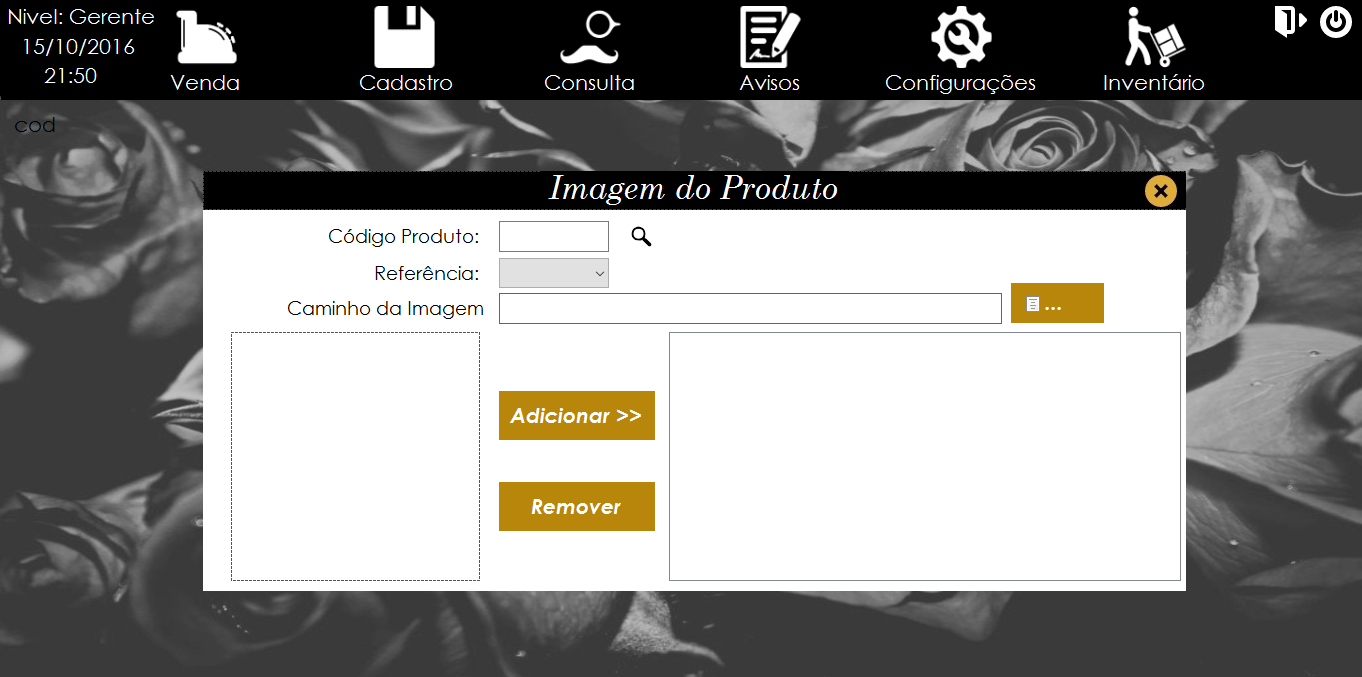 Nivel: Gerente
15/10/2016
21:50
Venda
Cadastro
Consulta
Avisos
Configurações
Inventário
cod
Imagem do Produto
Código Produto:
Referência:
Caminho da Imagem
...
Adicionar >>
Remover